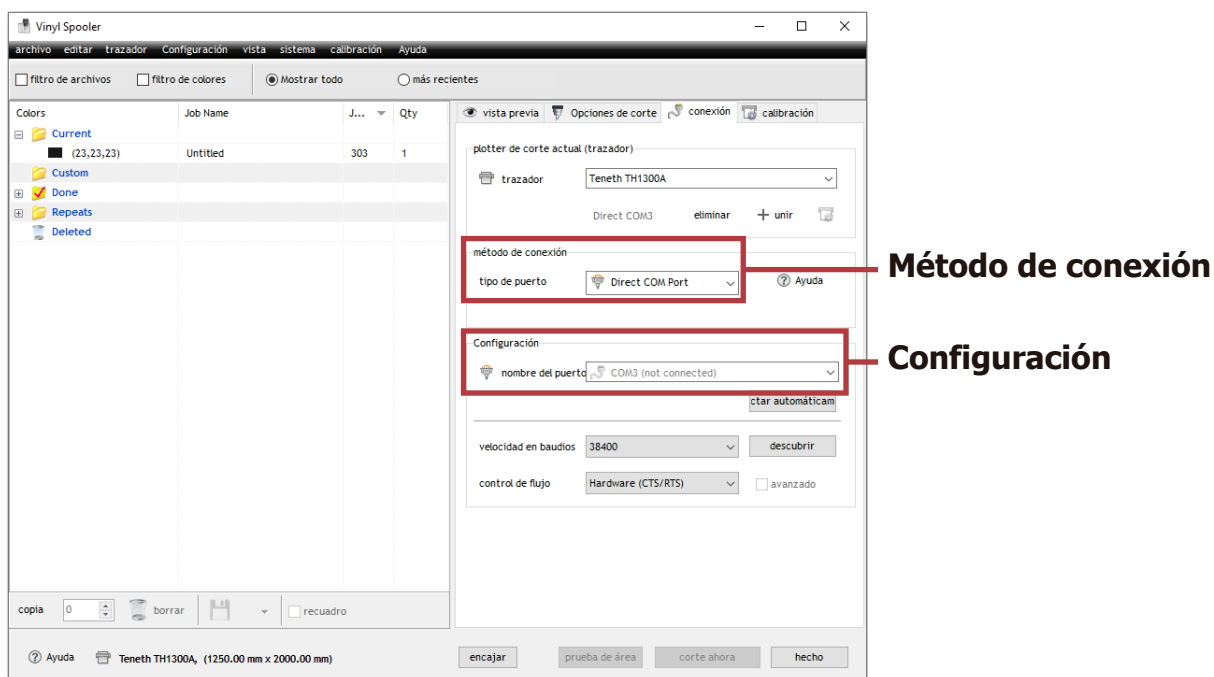 Vinyl Spooler
archivo editar trazador Configuración vista sistema calibración Ayuda
filtro de archivos filtro de colores Mostrar todo más recientes
Colors Job Name J... Qty
Current
(23,23,23) Untitled 303 1
Custom
Done
Repeats
Deleted
copia 0 borrar recuadro
vista previa Opciones de corte conexión calibración
plotter de corte actual (trazador)
trazador Teneth TH1300A
Direct COM3 eliminar + unir
método de conexión
tipo de puerto Direct COM Port ? Ayuda
Configuración
nombre del puerto COM3 (not connected)
ctar automáticam
velocidad en baudios 38400 descubrir
control de flujo Hardware (CTS/RTS) avanzado
Método de conexión
Configuración
? Ayuda Teneth TH1300A, (1250.00 mm x 2000.00 mm) encajar prueba de área corte ahora hecho